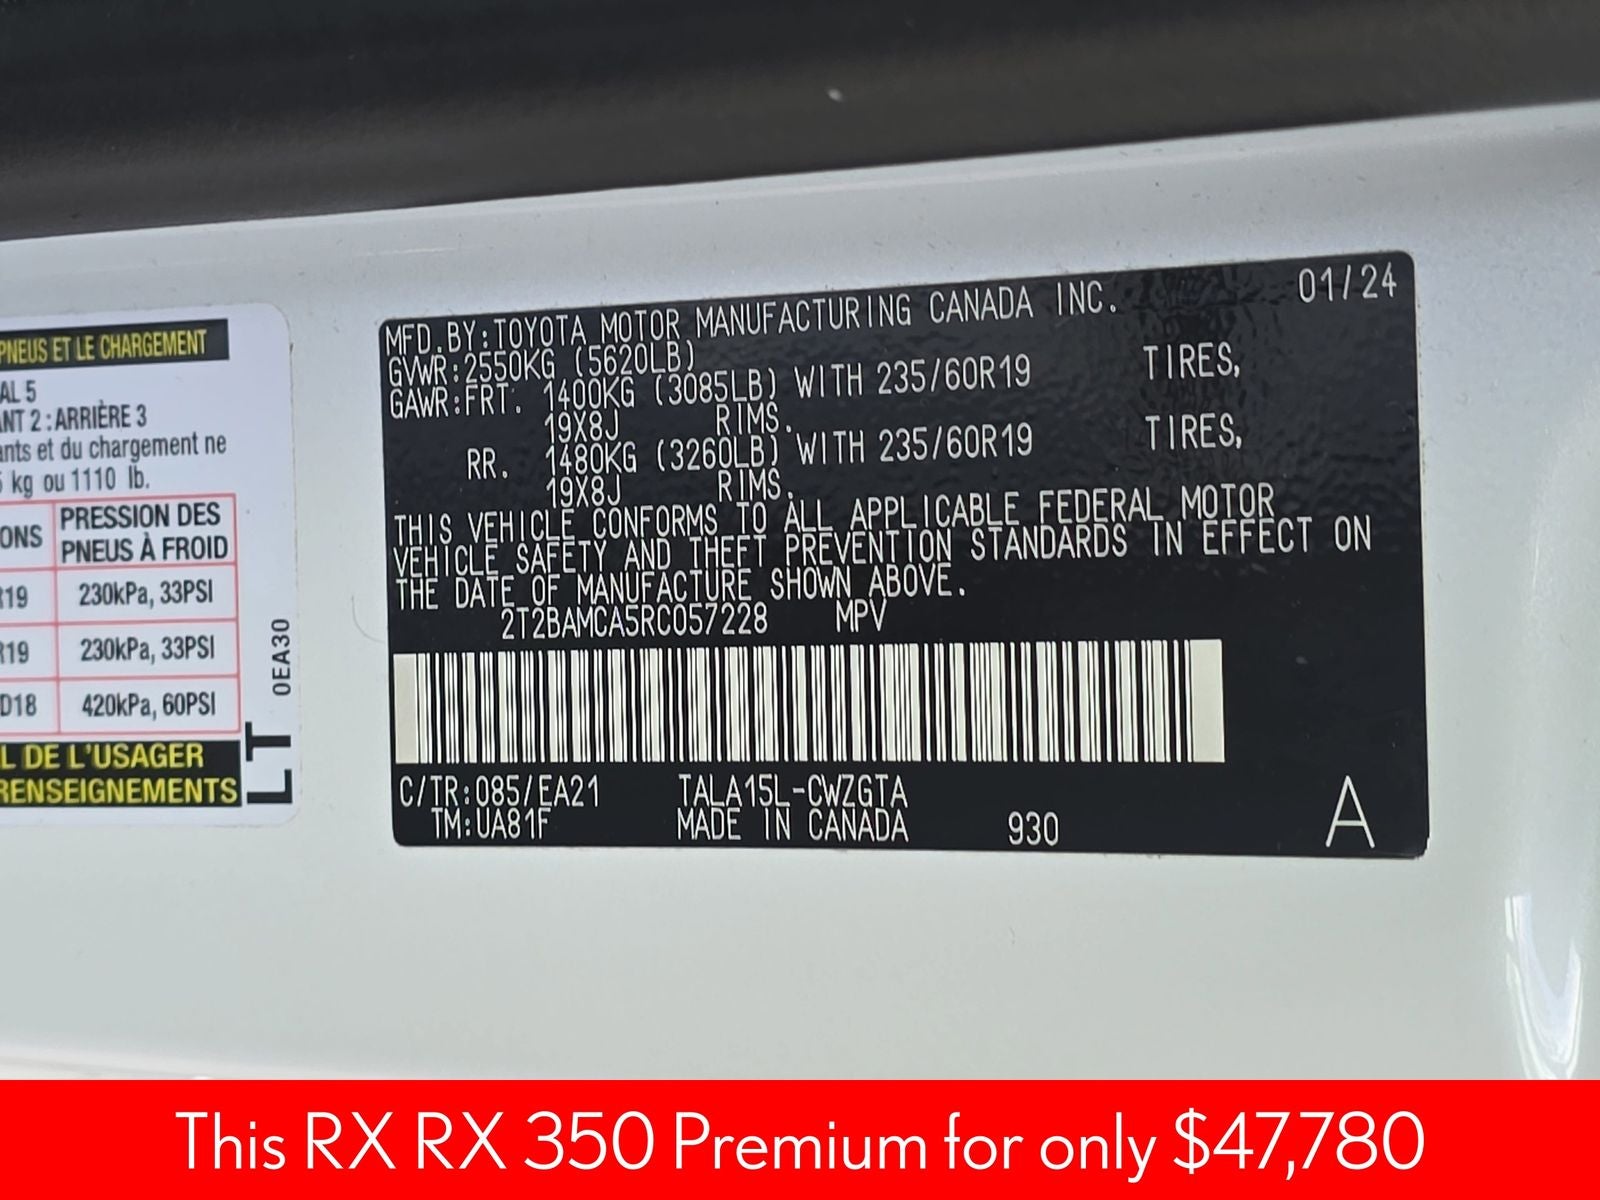 PNEUS ET LE CHARGEMENT
AL 5
ANT 2 : ARRIÈRE 3
ants et du chargement ne
kg ou 1110 lb.
ONS PRESSION DES
PNEUS À FROID
R19 230kPa, 33PSI
R19 230kPa, 33PSI
D18 420kPa, 60PSI
L DE L'USAGER
RENSEIGNEMENTS
LT
0EA30
01/24
MFD.BY:TOYOTA MOTOR MANUFACTURING CANADA INC.
GVWR:2550KG (5620LB)
GAWR:FRT. 1400KG (3085LB) WITH 235/60R19 TIRES,
19X8J RIMS.
RR. 1480KG (3260LB) WITH 235/60R19 TIRES,
19X8J RIMS.
THIS VEHICLE CONFORMS TO ALL APPLICABLE FEDERAL MOTOR
VEHICLE SAFETY AND THEFT PREVENTION STANDARDS IN EFFECT ON
THE DATE OF MANUFACTURE SHOWN ABOVE.
2T2BAMCA5RC057228 MPV
C/TR:085/EA21 TALA15L-CWZGTA
TM:UA81F MADE IN CANADA 930 A
This RX RX 350 Premium for only $47,780